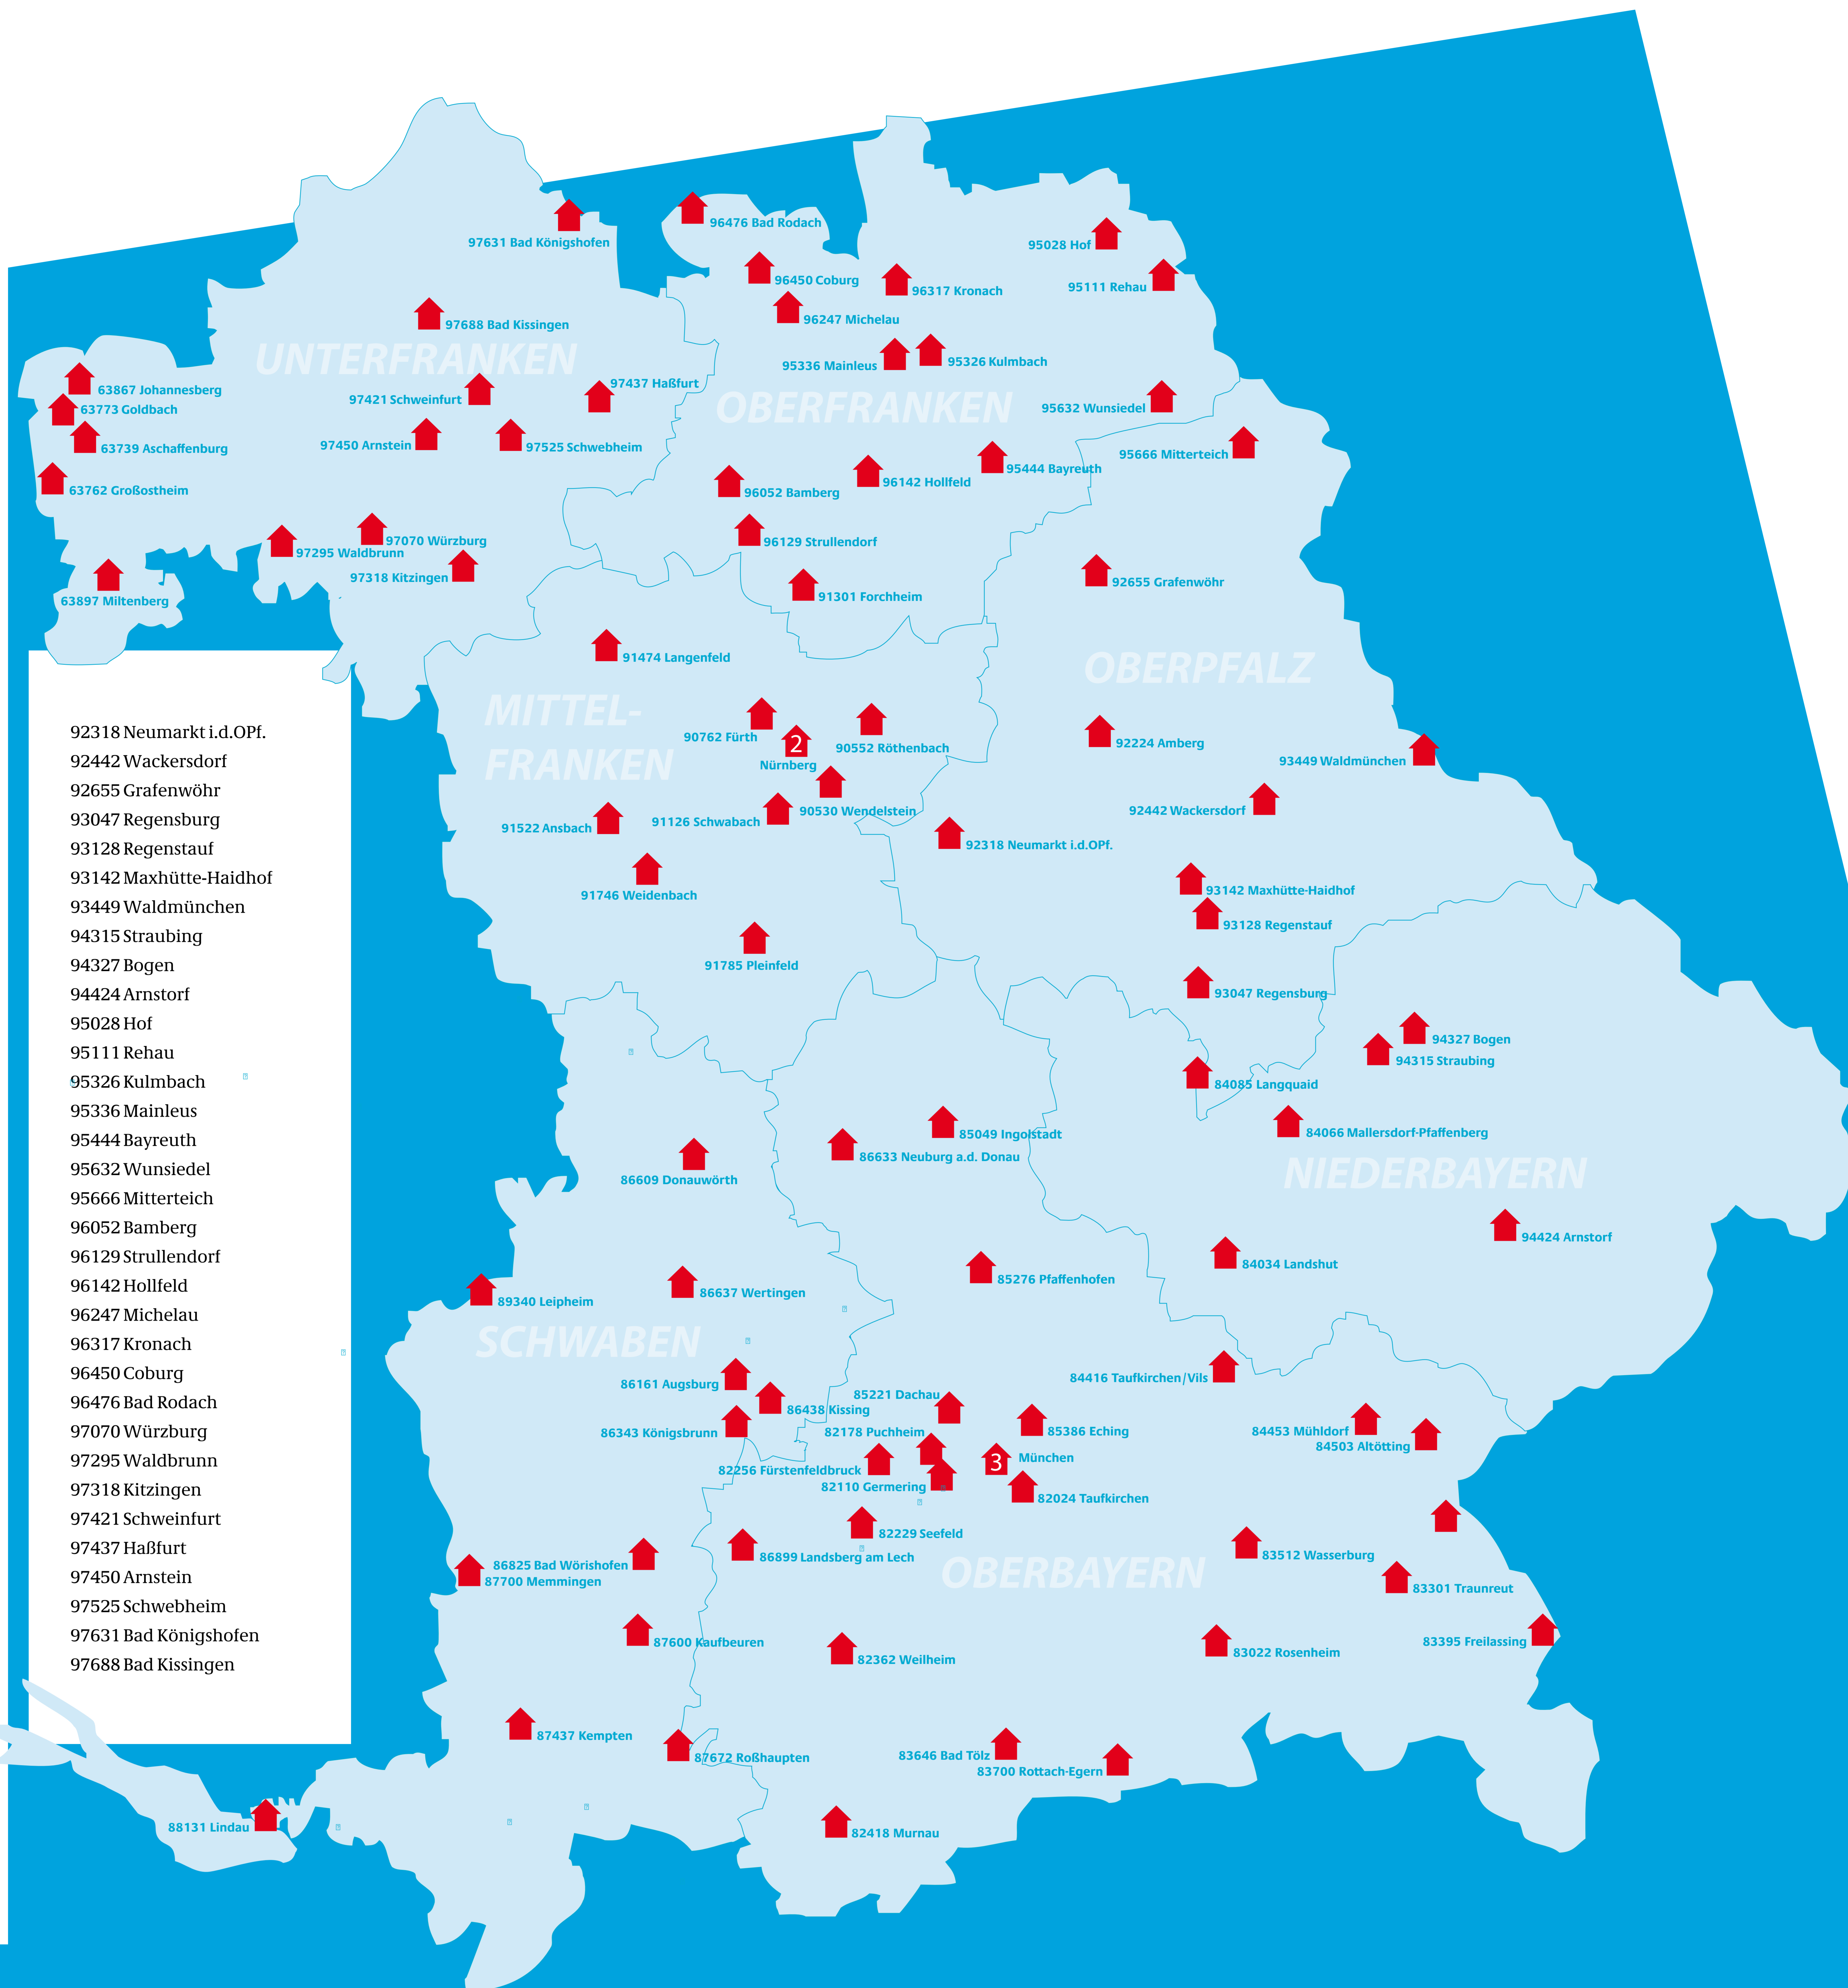 96476 Bad Rodach
97631 Bad Königshofen
95028 Hof
96450 Coburg
95111 Rehau
96317 Kronach
96247 Michelau
97688 Bad Kissingen
UNTERFRANKEN
95336 Mainleus
95326 Kulmbach
97437 Haßfurt
63867 Johannesberg
97421 Schweinfurt
OBERFRANKEN
95632 Wunsiedel
63773 Goldbach
97450 Arnstein
97525 Schwebheim
63739 Aschaffenburg
95666 Mitterteich
95444 Bayreuth
96142 Hollfeld
63762 Großostheim
96052 Bamberg
97070 Würzburg
96129 Strullendorf
97295 Waldbrunn
97318 Kitzingen
92655 Grafenwöhr
91301 Forchheim
63897 Miltenberg
91474 Langenfeld
OBERPFALZ
MITTEL-
FRANKEN
90762 Fürth
2
Nürnberg
90552 Röthenbach
92224 Amberg
93449 Waldmünchen
90530 Wendelstein
92442 Wackersdorf
91126 Schwabach
91522 Ansbach
92318 Neumarkt i.d.OPf.
93142 Maxhütte-Haidhof
91746 Weidenbach
93128 Regenstauf
91785 Pleinfeld
93047 Regensburg
94327 Bogen
94315 Straubing
84085 Langquaid
84066 Mallersdorf-Pfaffenberg
85049 Ingolstadt
86633 Neuburg a.d. Donau
NIEDERBAYERN
86609 Donauwörth
94424 Arnstorf
84034 Landshut
85276 Pfaffenhofen
86637 Wertingen
89340 Leipheim
SCHWABEN
84416 Taufkirchen/Vils
86161 Augsburg
85221 Dachau
86438 Kissing
86343 Königsbrunn
82178 Puchheim
85386 Eching
84453 Mühldorf
84503 Altötting
3
München
82256 Fürstenfeldbruck
82110 Germering
82024 Taufkirchen
82229 Seefeld
86899 Landsberg am Lech
83512 Wasserburg
OBERBAYERN
86825 Bad Wörishofen
87700 Memmingen
83301 Traunreut
83395 Freilassing
87600 Kaufbeuren
83022 Rosenheim
82362 Weilheim
87437 Kempten
87672 Roßhaupten
83646 Bad Tölz
83700 Rottach-Egern
88131 Lindau
82418 Murnau
92318 Neumarkt i.d.OPf.
92442 Wackersdorf
92655 Grafenwöhr
93047 Regensburg
93128 Regenstauf
93142 Maxhütte-Haidhof
93449 Waldmünchen
94315 Straubing
94327 Bogen
94424 Arnstorf
95028 Hof
95111 Rehau
95326 Kulmbach
95336 Mainleus
95444 Bayreuth
95632 Wunsiedel
95666 Mitterteich
96052 Bamberg
96129 Strullendorf
96142 Hollfeld
96247 Michelau
96317 Kronach
96450 Coburg
96476 Bad Rodach
97070 Würzburg
97295 Waldbrunn
97318 Kitzingen
97421 Schweinfurt
97437 Haßfurt
97450 Arnstein
97525 Schwebheim
97631 Bad Königshofen
97688 Bad Kissingen